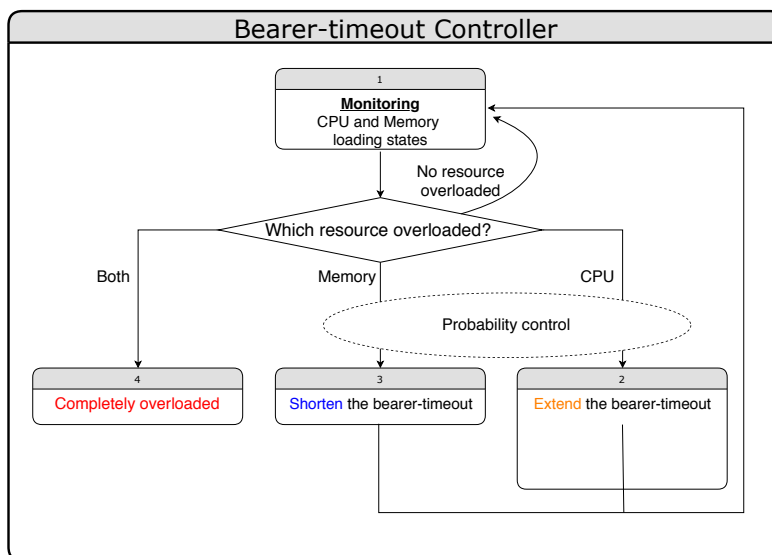 Bearer-timeout Controller
1
Monitoring
CPU and Memory
loading states
No resource
overloaded
Which resource overloaded?
Both
Memory
CPU
Probability control
4
Completely overloaded
3
Shorten the bearer-timeout
2
Extend the bearer-timeout